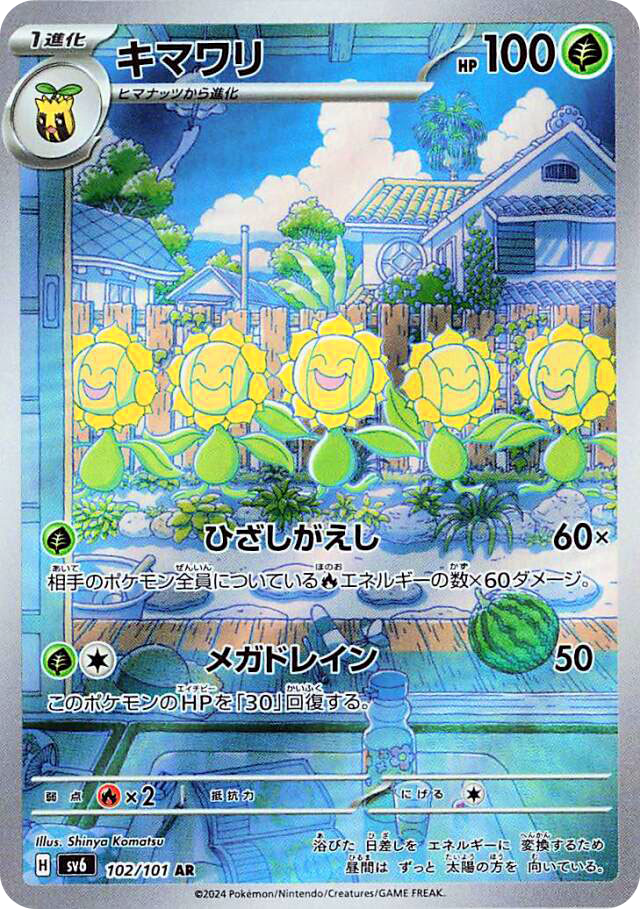 1進化
キマワリ
HP 100
ヒマナッツから進化
ひざしがえし 60×
相手のポケモン全員についているエネルギーの数×60ダメージ。
メガドレイン 50
このポケモンのHPを「30」回復する。
弱点 ×2 抵抗力 にげる
Illus. Shinya Komatsu
浴びた 日差しを エネルギーに 変換するため
昼間は ずっと 太陽の方を 向いている。
H sv6 102/101 AR
©2024 Pokémon/Nintendo/Creatures/GAME FREAK.